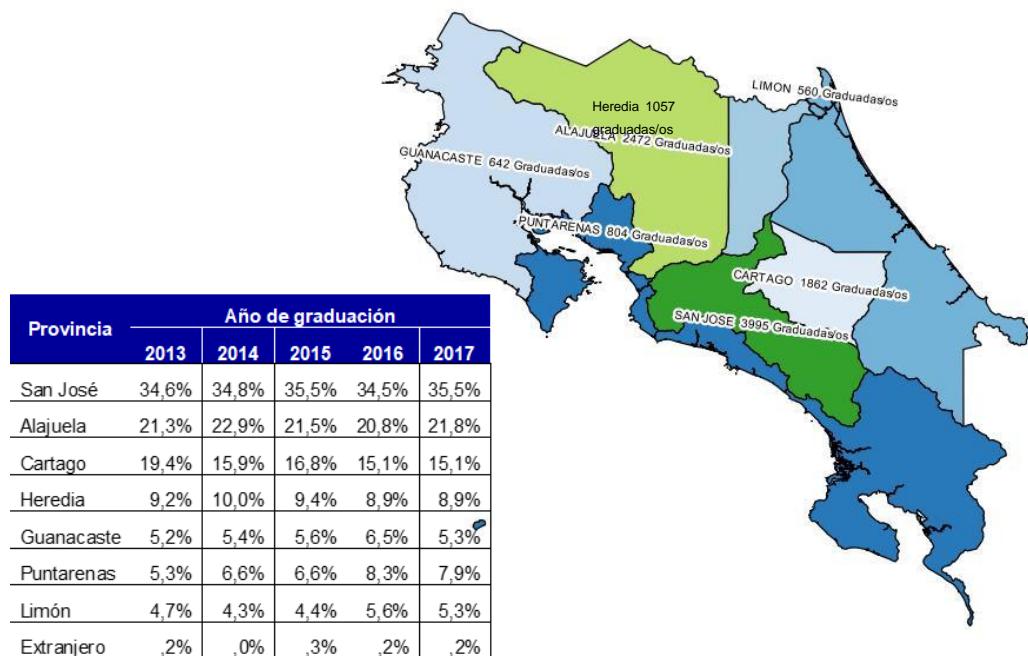 LIMON 560 Graduadas/os
Heredia 1057
graduadas/os
ALAJUELA 2472 Graduadas/os
GUANACASTE 642 Graduadas/os
PUNTARENAS 804 Graduadas/os
CARTAGO 1862 Graduadas/os
SAN JOSE 3995 Graduadas/os
Provincia Año de graduación
2013 2014 2015 2016 2017
San José 34,6% 34,8% 35,5% 34,5% 35,5%
Alajuela 21,3% 22,9% 21,5% 20,8% 21,8%
Cartago 19,4% 15,9% 16,8% 15,1% 15,1%
Heredia 9,2% 10,0% 9,4% 8,9% 8,9%
Guanacaste 5,2% 5,4% 5,6% 6,5% 5,3%
Puntarenas 5,3% 6,6% 6,6% 8,3% 7,9%
Limón 4,7% 4,3% 4,4% 5,6% 5,3%
Extranjero ,2% ,0% ,3% ,2% ,2%